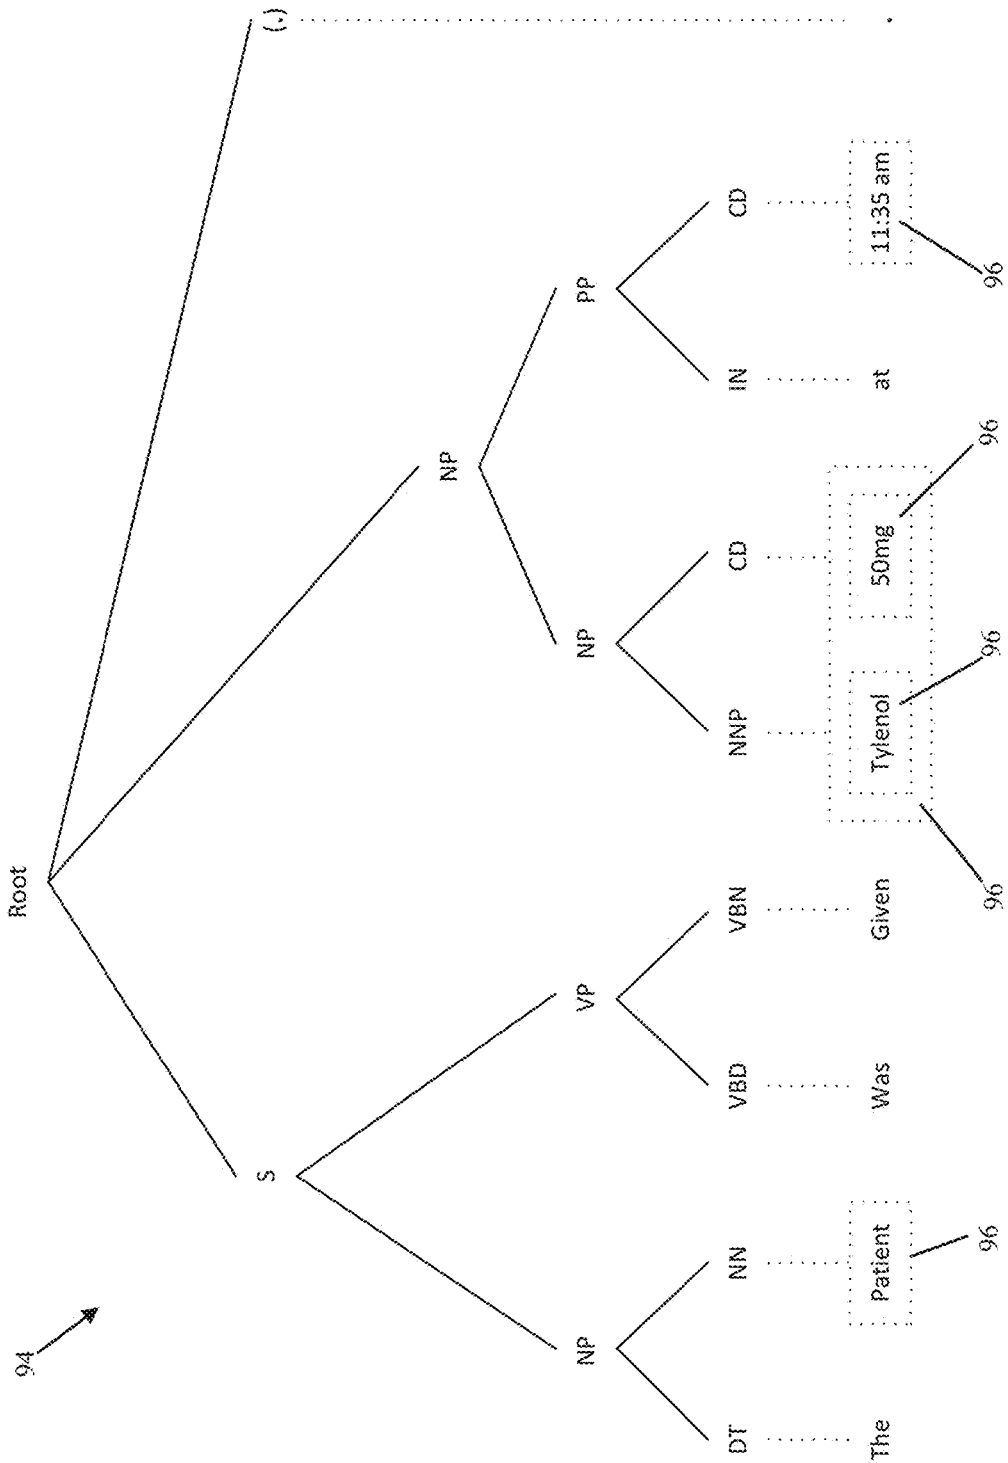 94
Root
S
(.)
NP
NP
VP
NP
PP
DT
NN
VBD
VBN
NNP
CD
IN
CD
The
Patient
Was
Given
Tylenol
50mg
at
11:35 am
.
96
96
96
96
96